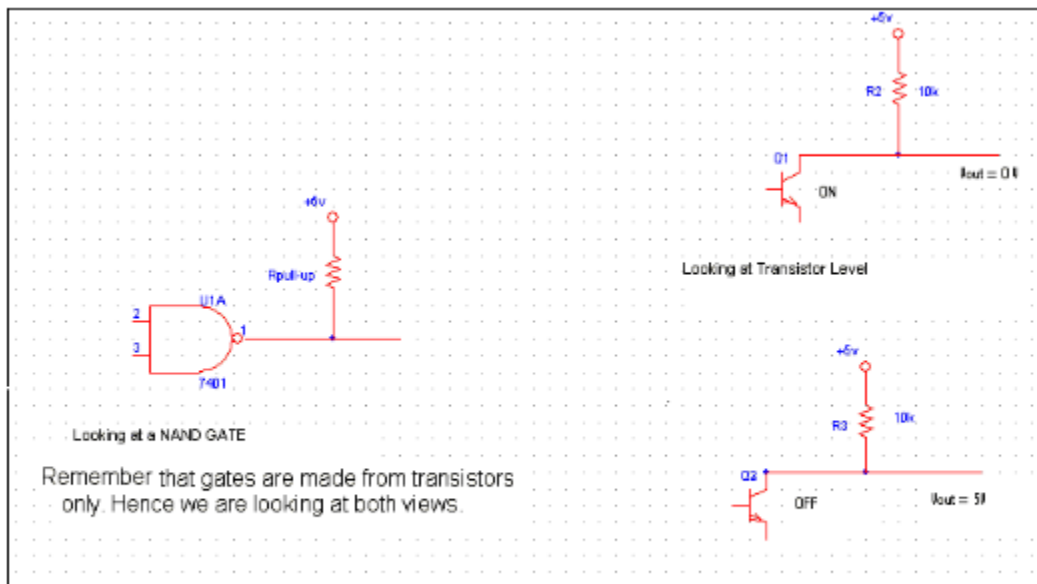 +5v
R2 10k
Q1
Vout = 0V
ON
+5v
Rpull-up
Looking at Transistor Level
U1A
2
1
3
7401
+5v
R3 10k
Looking at a NAND GATE
Remember that gates are made from transistors
only. Hence we are looking at both views.
OFF
Vout = 5V